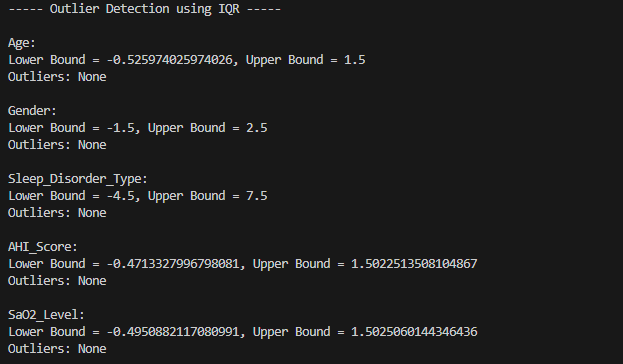 ----- Outlier Detection using IQR -----
Age:
Lower Bound = -0.525974025974026, Upper Bound = 1.5
Outliers: None
Gender:
Lower Bound = -1.5, Upper Bound = 2.5
Outliers: None
Sleep_Disorder_Type:
Lower Bound = -4.5, Upper Bound = 7.5
Outliers: None
AHI_Score:
Lower Bound = -0.4713327996798081, Upper Bound = 1.5022513508104867
Outliers: None
SaO2_Level:
Lower Bound = -0.4950882117080991, Upper Bound = 1.5025060144346436
Outliers: None